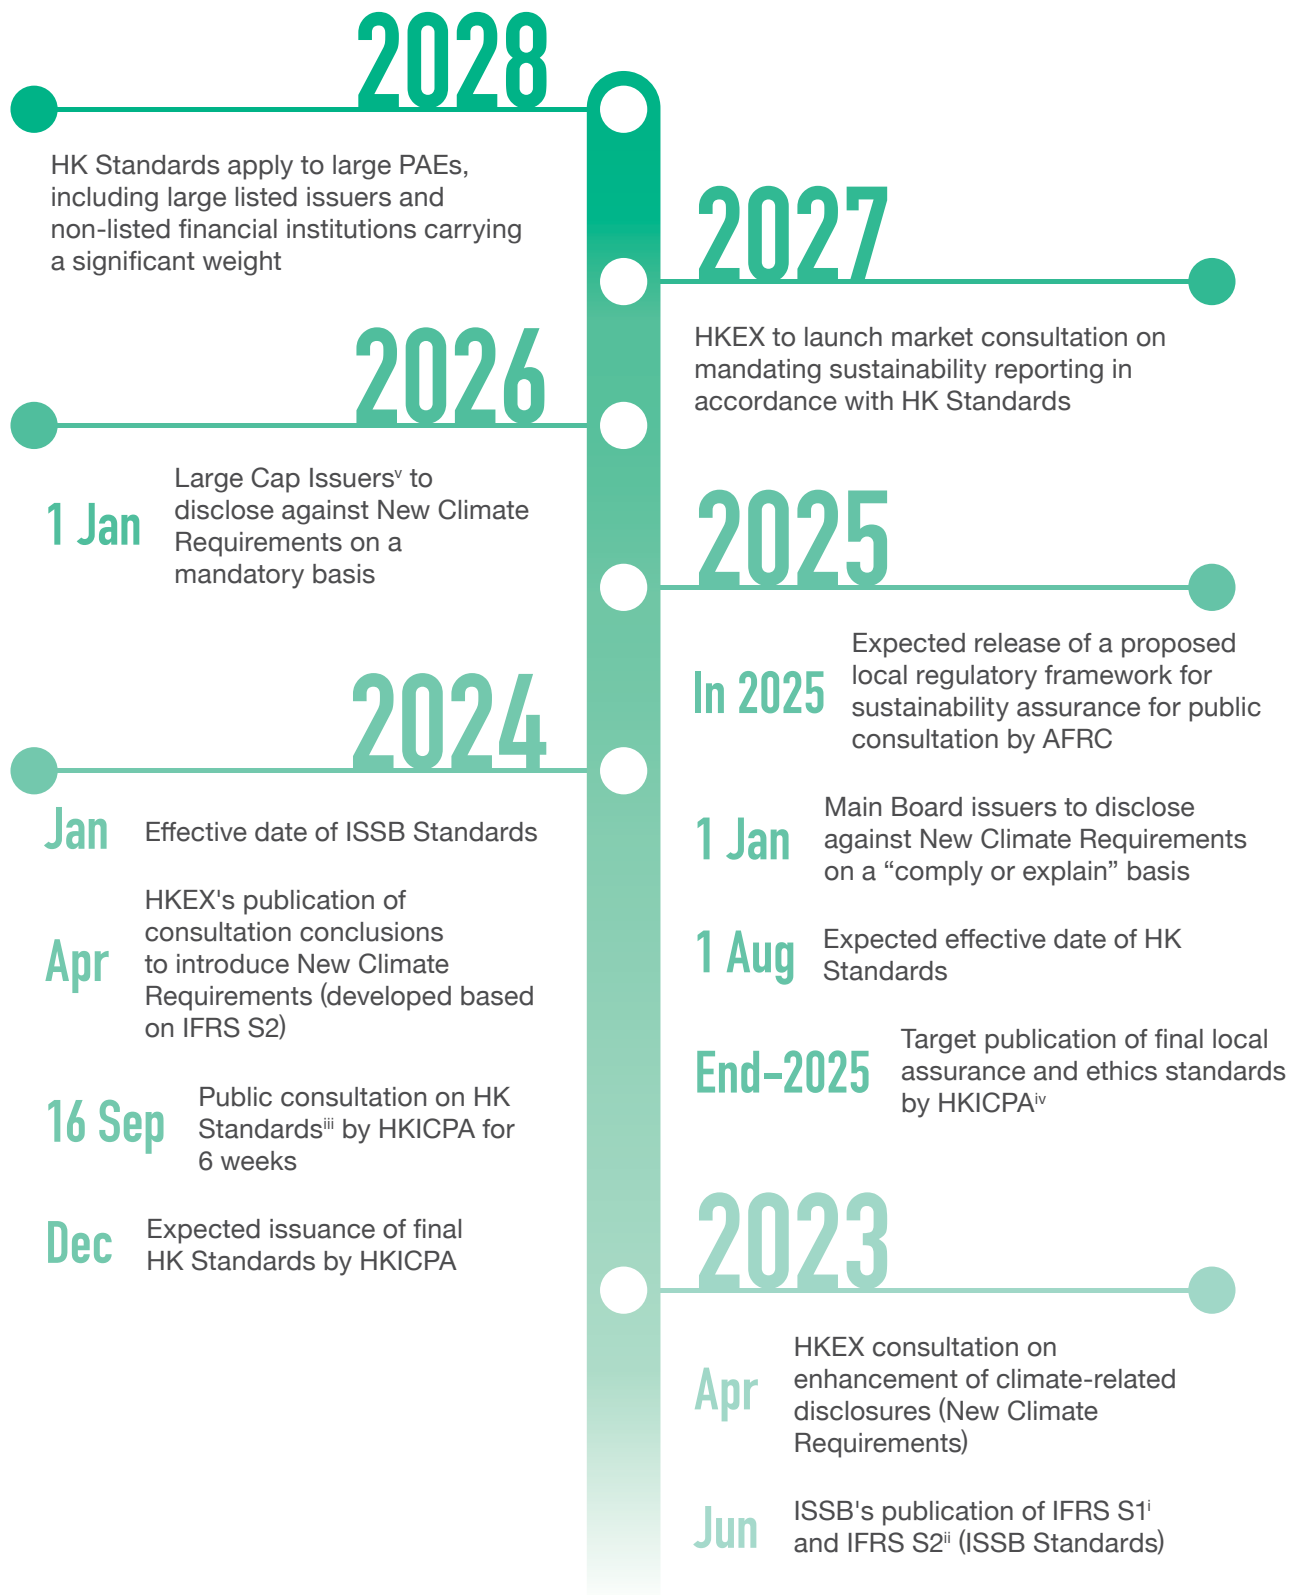 2028
HK Standards apply to large PAEs,
including large listed issuers and
non-listed financial institutions carrying
a significant weight
2027
HKEX to launch market consultation on
mandating sustainability reporting in
accordance with HK Standards
2026
1 Jan
Large Cap Issuersᵛ to
disclose against New Climate
Requirements on a
mandatory basis
2025
In 2025
Expected release of a proposed
local regulatory framework for
sustainability assurance for public
consultation by AFRC
1 Jan
Main Board issuers to disclose
against New Climate Requirements
on a “comply or explain” basis
1 Aug
Expected effective date of HK
Standards
End–2025
Target publication of final local
assurance and ethics standards
by HKICPAⁱᵛ
2024
Jan
Effective date of ISSB Standards
Apr
HKEX's publication of
consultation conclusions
to introduce New Climate
Requirements (developed based
on IFRS S2)
16 Sep
Public consultation on HK
Standardsⁱⁱⁱ by HKICPA for
6 weeks
Dec
Expected issuance of final
HK Standards by HKICPA
2023
Apr
HKEX consultation on
enhancement of climate-related
disclosures (New Climate
Requirements)
Jun
ISSB's publication of IFRS S1ⁱ
and IFRS S2ⁱⁱ (ISSB Standards)